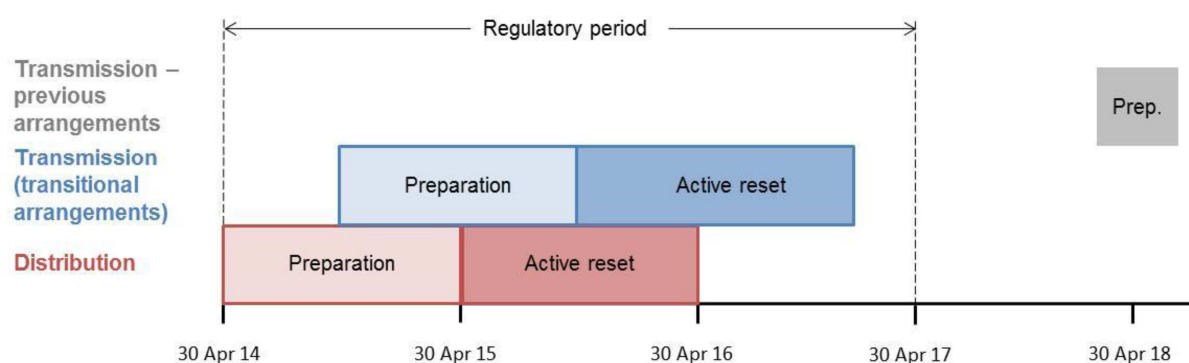 Regulatory period
Transmission –
previous
arrangements
Prep.
Transmission
(transitional
arrangements)
Preparation
Active reset
Distribution
Preparation
Active reset
30 Apr 14
30 Apr 15
30 Apr 16
30 Apr 17
30 Apr 18